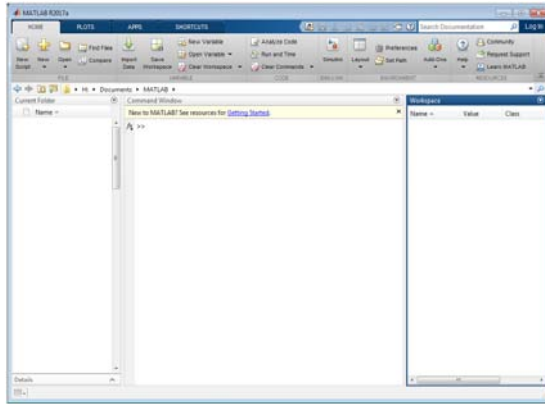 MATLAB R2017a
HOME PLOTS APPS SHORTCUTS Search Documentation Log In
New Script New Open Find Files Compare Import Data Save Workspace New Variable Open Variable Clear Workspace Analyze Code Run and Time Clear Commands Simulink Layout Preferences Set Path Add-Ons Help Community Request Support Learn MATLAB
FILE VARIABLE CODE SIMULINK ENVIRONMENT RESOURCES
H: Documents MATLAB
Current Folder Command Window Workspace
Name New to MATLAB? See resources for Getting Started. Name Value Class
fx >>
Details